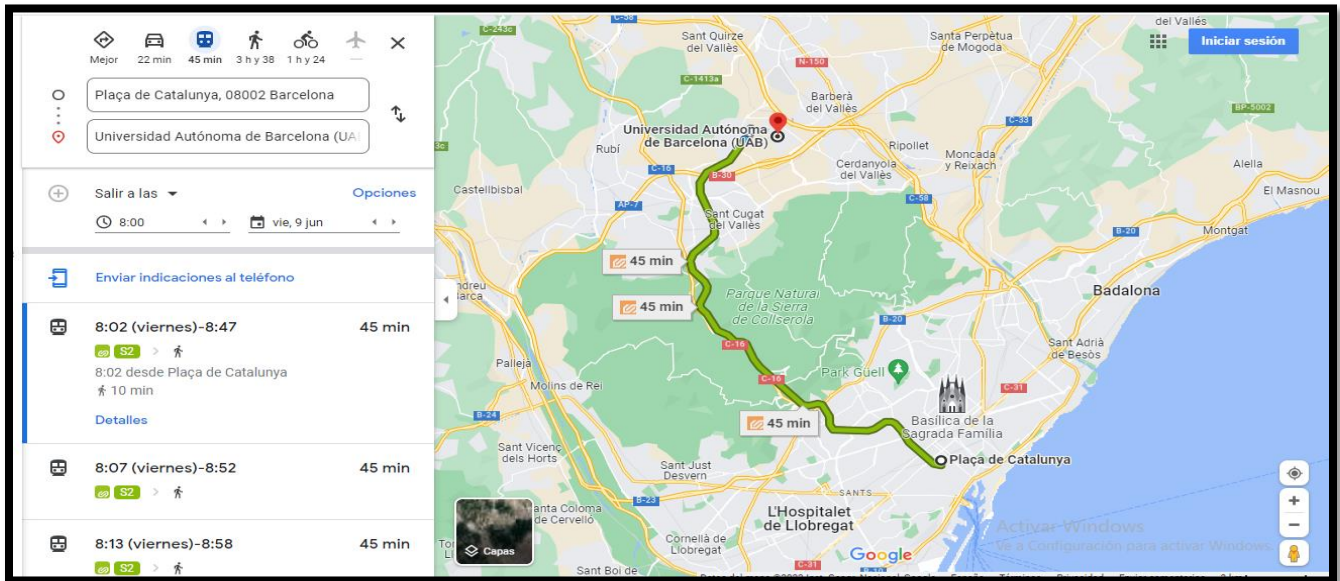 Mejor
22 min
45 min
3 h y 38
1 h y 24
—
Plaça de Catalunya, 08002 Barcelona
Universidad Autónoma de Barcelona (UA
Salir a las
Opciones
8:00
vie, 9 jun
Enviar indicaciones al teléfono
8:02 (viernes)-8:47
45 min
S2
8:02 desde Plaça de Catalunya
10 min
Detalles
8:07 (viernes)-8:52
45 min
S2
8:13 (viernes)-8:58
45 min
S2
C-243c
C-58
del Vallès
Sant Quirze
del Vallès
Santa Perpètua
de Mogoda
Iniciar sesión
N-150
C-1413a
Barberà
del Vallès
BP-5002
C-33
Universidad Autónoma
de Barcelona (UAB)
Rubí
Ripollet
Cerdanyola
del Vallès
Moncada
y Reixach
Alella
C-16
B-30
Castellbisbal
El Masnou
AP-7
C-58
Sant Cugat
del Vallès
B-20
Montgat
45 min
Badalona
45 min
Parque Natural
de la Sierra
de Collserola
B-20
C-16
Sant Adrià
de Besòs
Pallejà
C-16
Park Güell
C-31
Molins de Rei
B-24
45 min
Basílica de la
Sagrada Família
Sant Vicenç
dels Horts
Sant Just
Desvern
Plaça de Catalunya
SANTS
B-23
anta Coloma
de Cervelló
L'Hospitalet
de Llobregat
Activar Windows
Ve a Configuración para activar Windows.
Capas
Cornellà de
Llobregat
Google
C-31
Sant Boi de